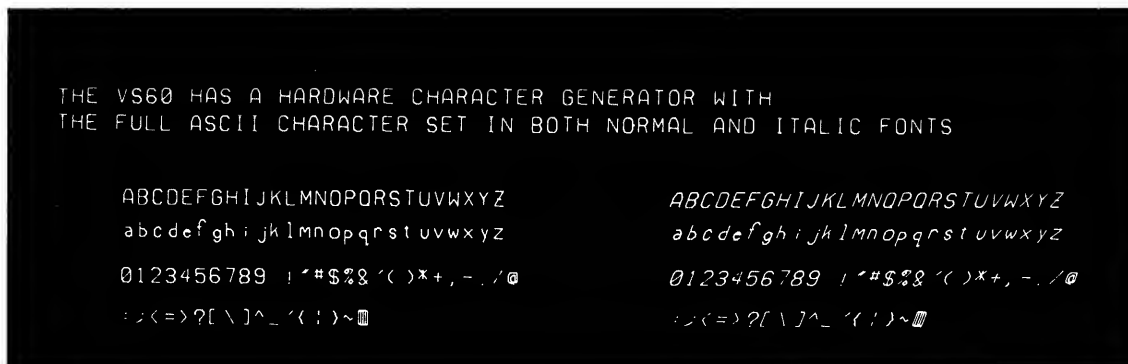 THE VS60 HAS A HARDWARE CHARACTER GENERATOR WITH
THE FULL ASCII CHARACTER SET IN BOTH NORMAL AND ITALIC FONTS
ABCDEFGHIJKLMNOPQRSTUVWXYZ ABCDEFGHIJKLMNOPQRSTUVWXYZ
abcdefghijklmnopqrstuvwxyz abcdefghijklmnopqrstuvwxyz
0123456789 !"#$%&´()*+,-./@ 0123456789 !"#$%&´()*+,-./@
:;<=>?[\]^_´{¦}~▥ :;<=>?[\]^_´{¦}~▥